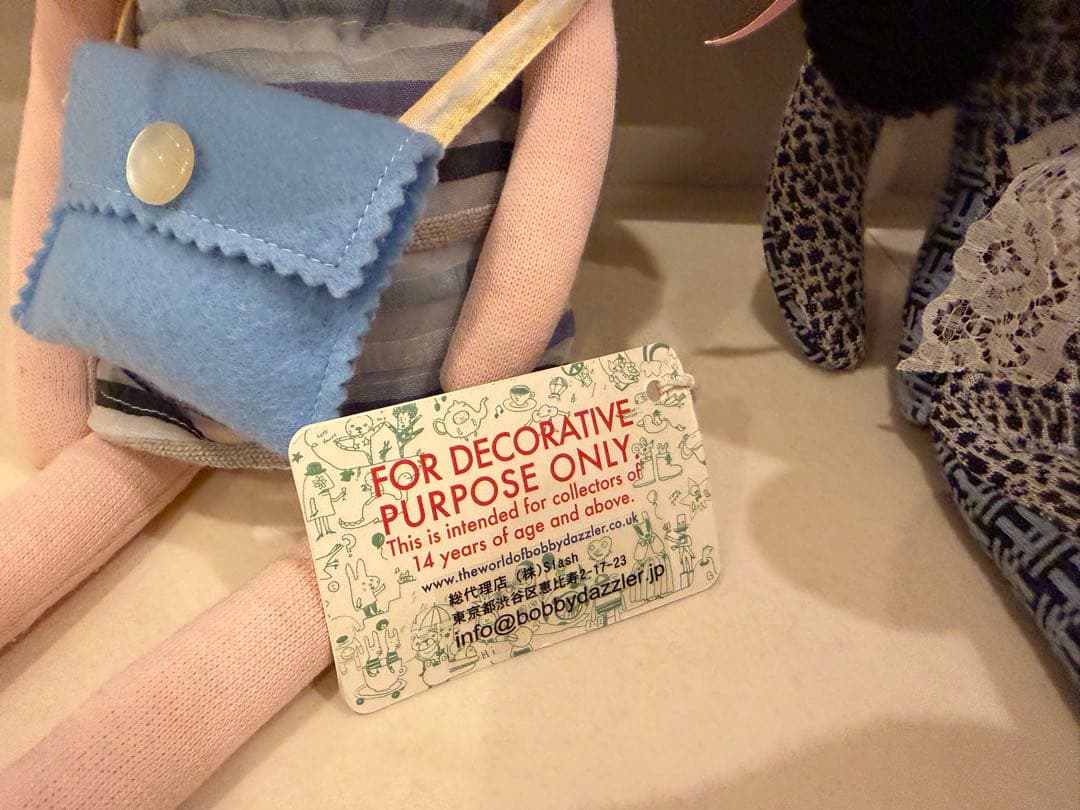 FOR DECORATIVE
PURPOSE ONLY.
This is intended for collectors of
14 years of age and above.
www.theworldofbobbydazzler.co.uk
総代理店 (株)Slash
東京都渋谷区恵比寿2-17-23
info@bobbydazzler.jp
Hi